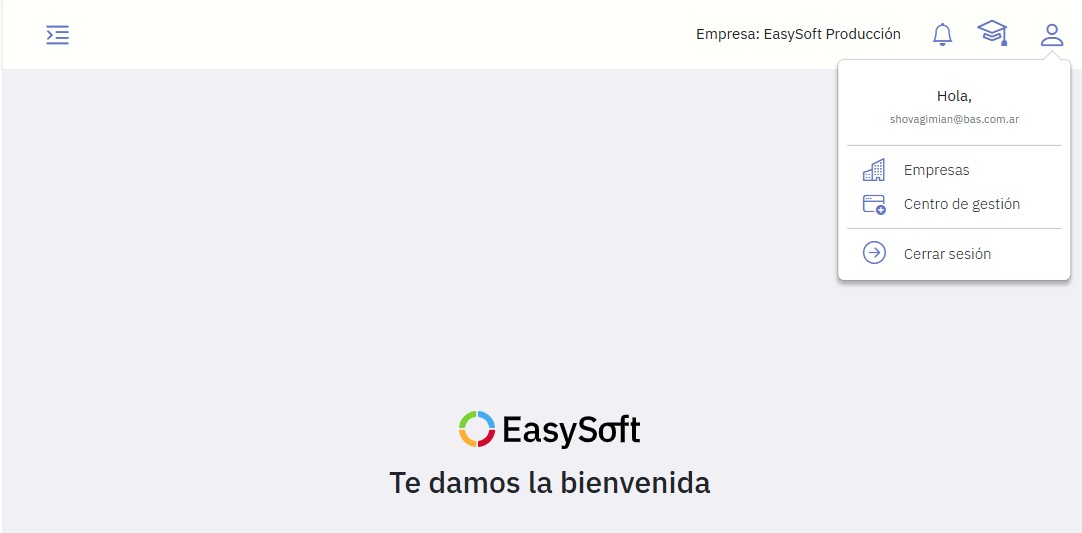 Empresa: EasySoft Producción
Hola,
shovagimian@bas.com.ar
Empresas
Centro de gestión
Cerrar sesión
EasySoft
Te damos la bienvenida